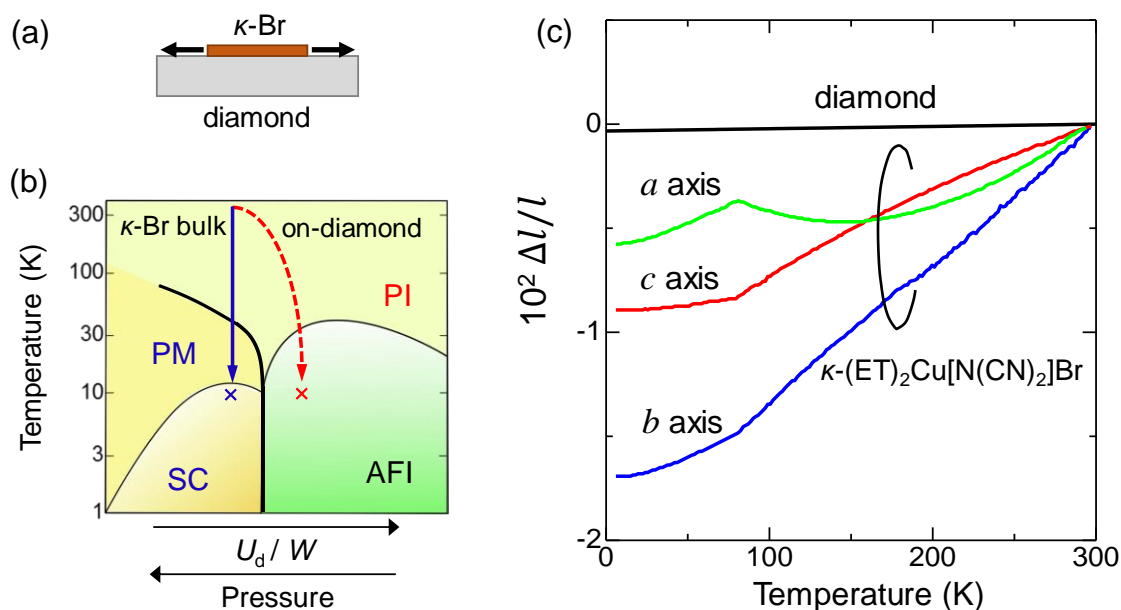 (a)
κ-Br
diamond
(b)
Temperature (K)
300
100
30
10
3
1
κ-Br bulk
on-diamond
PI
PM
SC
AFI
U_d / W
Pressure
(c)
10² Δl/l
0
-1
-2
diamond
a axis
c axis
b axis
κ-(ET)₂Cu[N(CN)₂]Br
0
100
200
300
Temperature (K)